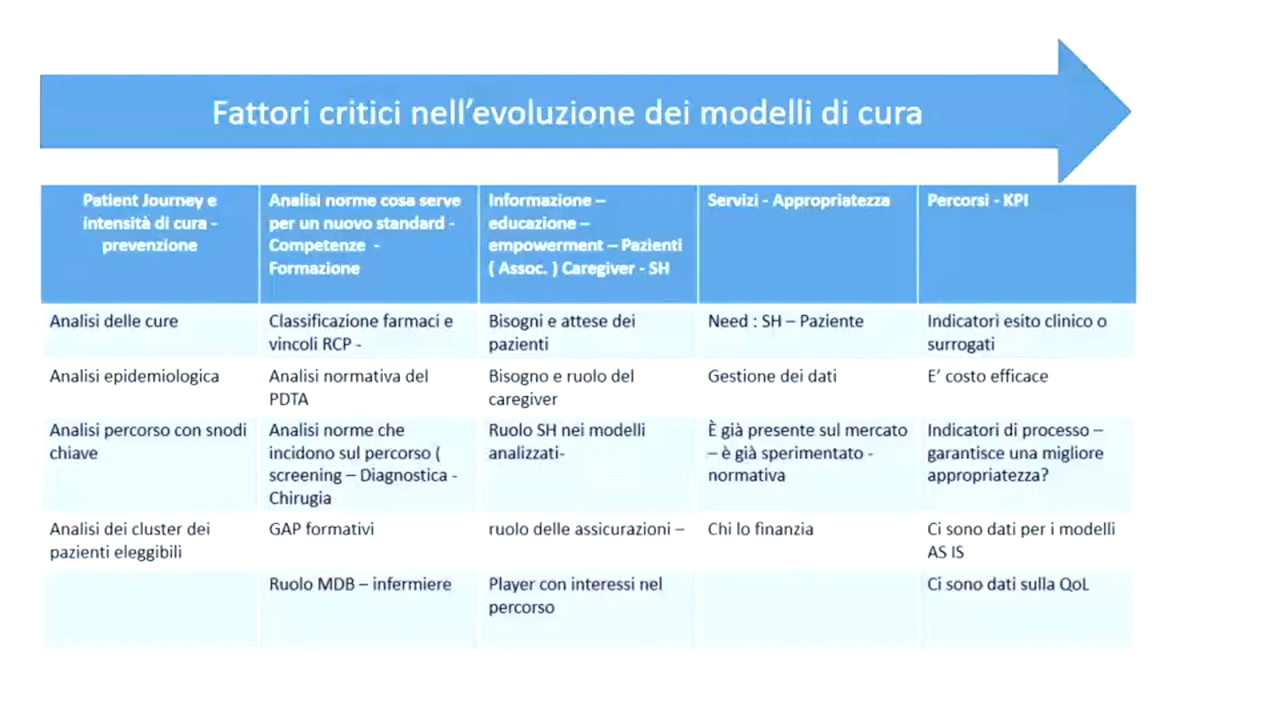 Fattori critici nell’evoluzione dei modelli di cura
Patient Journey e
intensità di cura -
prevenzione
Analisi norme cosa serve
per un nuovo standard -
Competenze -
Formazione
Informazione –
educazione –
empowerment – Pazienti
( Assoc. ) Caregiver - SH
Servizi - Appropriatezza
Percorsi - KPI
Analisi delle cure
Classificazione farmaci e
vincoli RCP -
Bisogni e attese dei
pazienti
Need : SH – Paziente
Indicatori esito clinico o
surrogati
Analisi epidemiologica
Analisi normativa del
PDTA
Bisogno e ruolo del
caregiver
Gestione dei dati
E’ costo efficace
Analisi percorso con snodi
chiave
Analisi norme che
incidono sul percorso (
screening – Diagnostica -
Chirugia
Ruolo SH nei modelli
analizzati-
È già presente sul mercato
– è già sperimentato -
normativa
Indicatori di processo –
garantisce una migliore
appropriatezza?
Analisi dei cluster dei
pazienti eleggibili
GAP formativi
ruolo delle assicurazioni –
Chi lo finanzia
Ci sono dati per i modelli
AS IS
Ruolo MDB – infermiere
Player con interessi nel
percorso
Ci sono dati sulla QoL